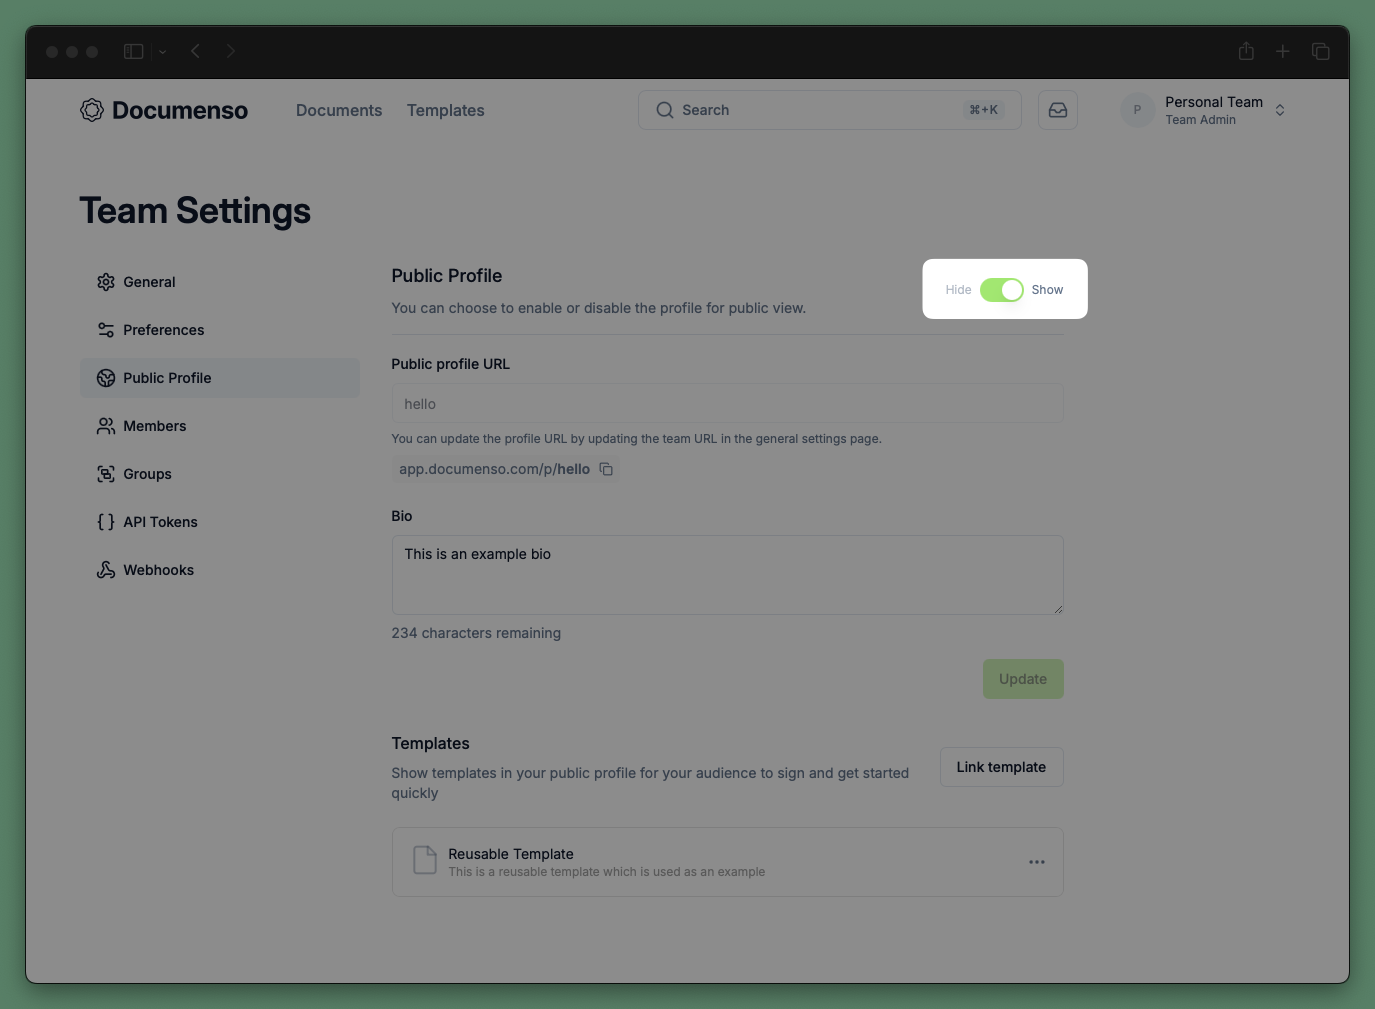 Documenso
Documents
Templates
Search
⌘+K
P
Personal Team
Team Admin
Team Settings
General
Preferences
Public Profile
Members
Groups
API Tokens
Webhooks
Public Profile
You can choose to enable or disable the profile for public view.
Hide
Show
Public profile URL
hello
You can update the profile URL by updating the team URL in the general settings page.
app.documenso.com/p/hello
Bio
This is an example bio
234 characters remaining
Update
Templates
Show templates in your public profile for your audience to sign and get started
quickly
Link template
Reusable Template
This is a reusable template which is used as an example